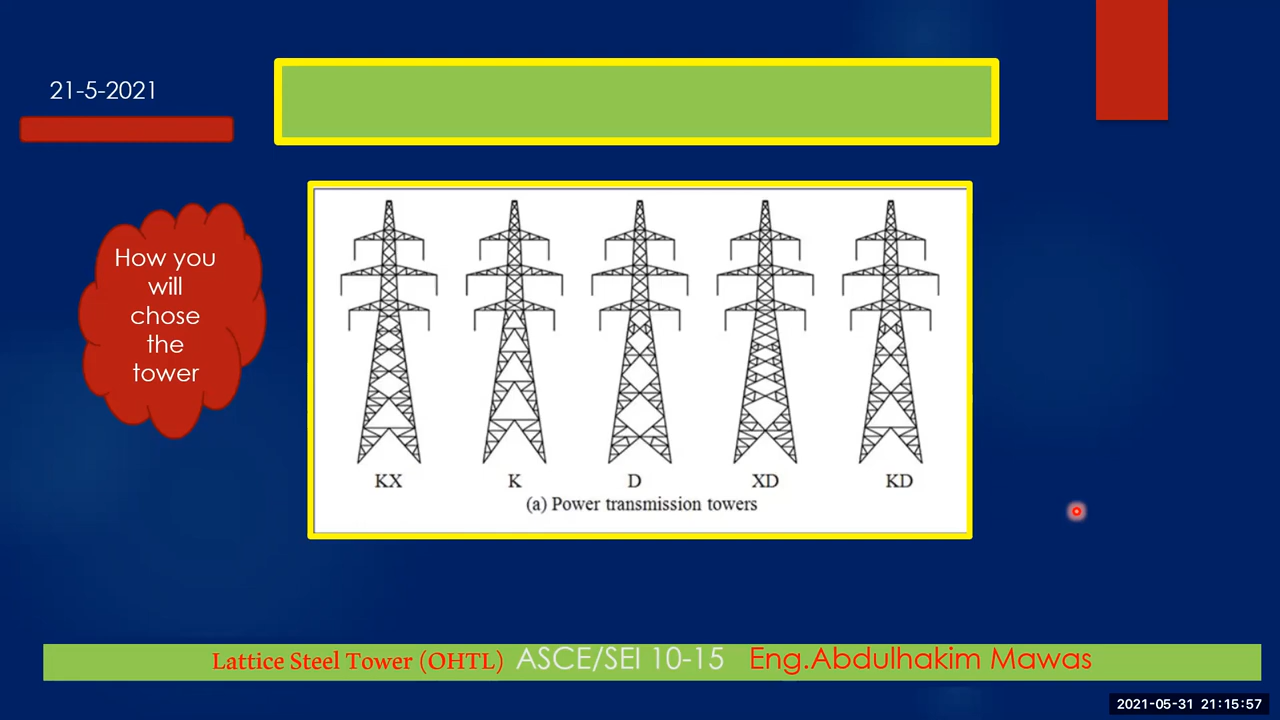 21-5-2021
How you
will
chose
the
tower
KX K D XD KD
(a) Power transmission towers
Lattice Steel Tower (OHTL) ASCE/SEI 10-15 Eng.Abdulhakim Mawas
2021-05-31 21:15:57